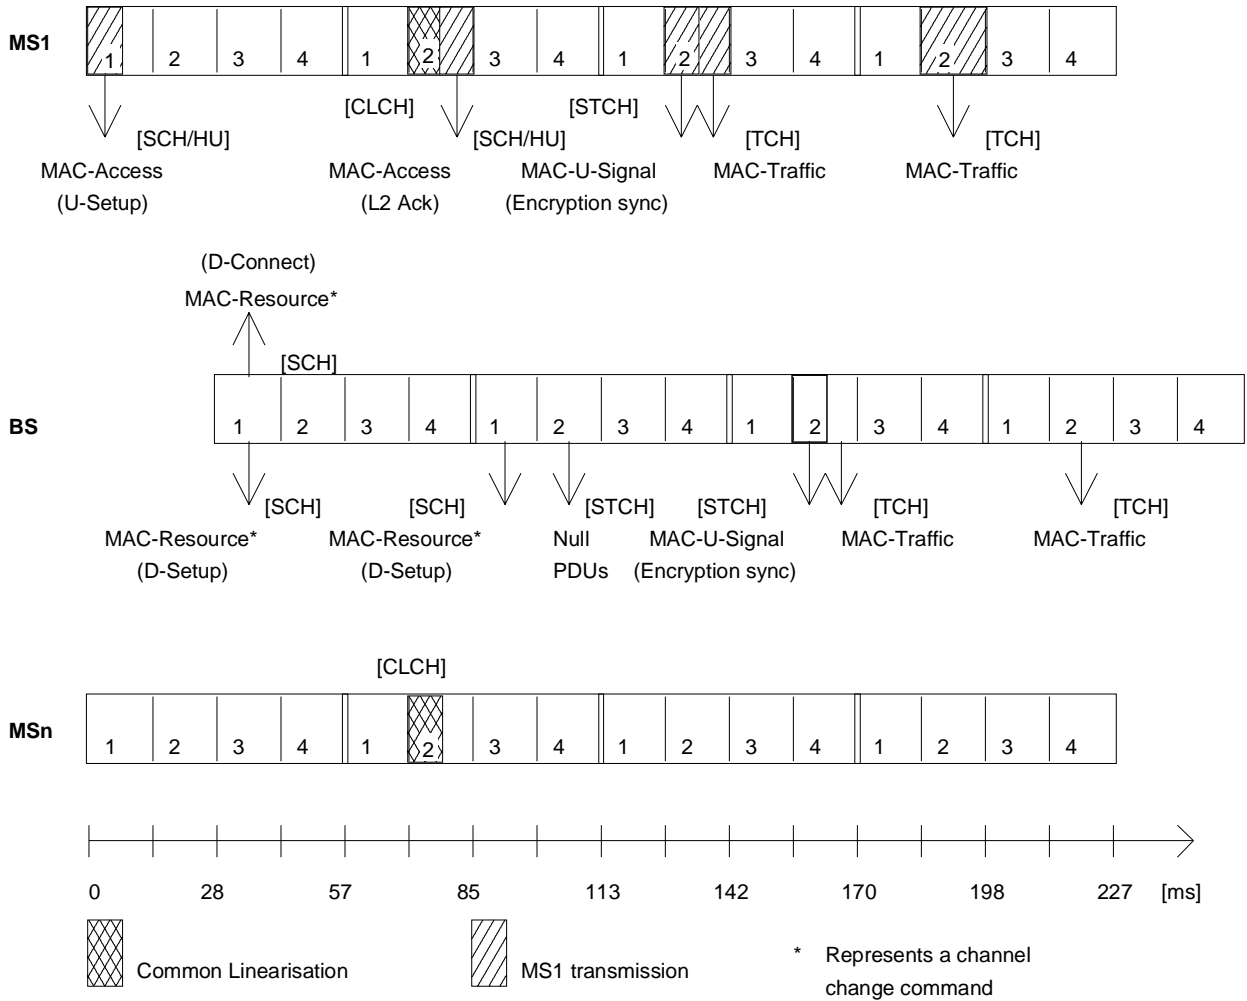 MS1
1 2 3 4 1 2 3 4 1 2 3 4 1 2 3 4
[CLCH] [STCH]
[SCH/HU] [SCH/HU] [TCH] [TCH]
MAC-Access MAC-Access MAC-U-Signal MAC-Traffic MAC-Traffic
(U-Setup) (L2 Ack) (Encryption sync)
(D-Connect)
MAC-Resource*
[SCH]
BS
1 2 3 4 1 2 3 4 1 2 3 4 1 2 3 4
[SCH] [SCH] [STCH] [STCH] [TCH] [TCH]
MAC-Resource* MAC-Resource* Null MAC-U-Signal MAC-Traffic MAC-Traffic
(D-Setup) (D-Setup) PDUs (Encryption sync)
[CLCH]
MSn
1 2 3 4 1 2 3 4 1 2 3 4 1 2 3 4
0 28 57 85 113 142 170 198 227 [ms]
Common Linearisation
MS1 transmission
* Represents a channel
change command